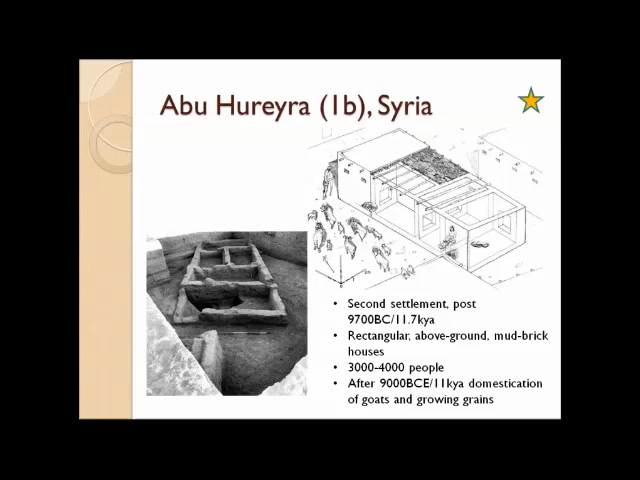 Abu Hureyra (1b), Syria
• Second settlement, post
9700BC/11.7kya
• Rectangular, above-ground, mud-brick
houses
• 3000-4000 people
• After 9000BCE/11kya domestication
of goats and growing grains